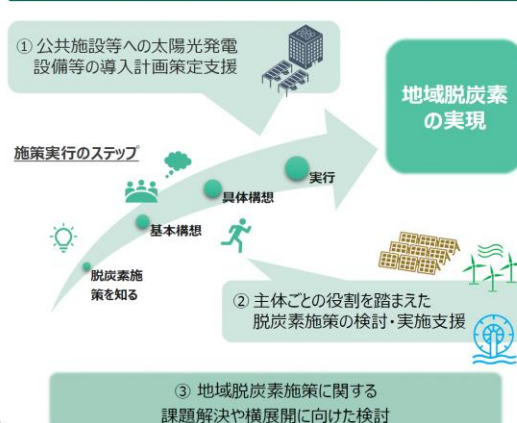 ① 公共施設等への太陽光発電
設備等の導入計画策定支援
地域脱炭素
の実現
施策実行のステップ
実行
具体構想
基本構想
脱炭素施
策を知る
② 主体ごとの役割を踏まえた
脱炭素施策の検討・実施支援
③ 地域脱炭素施策に関する
課題解決や横展開に向けた検討